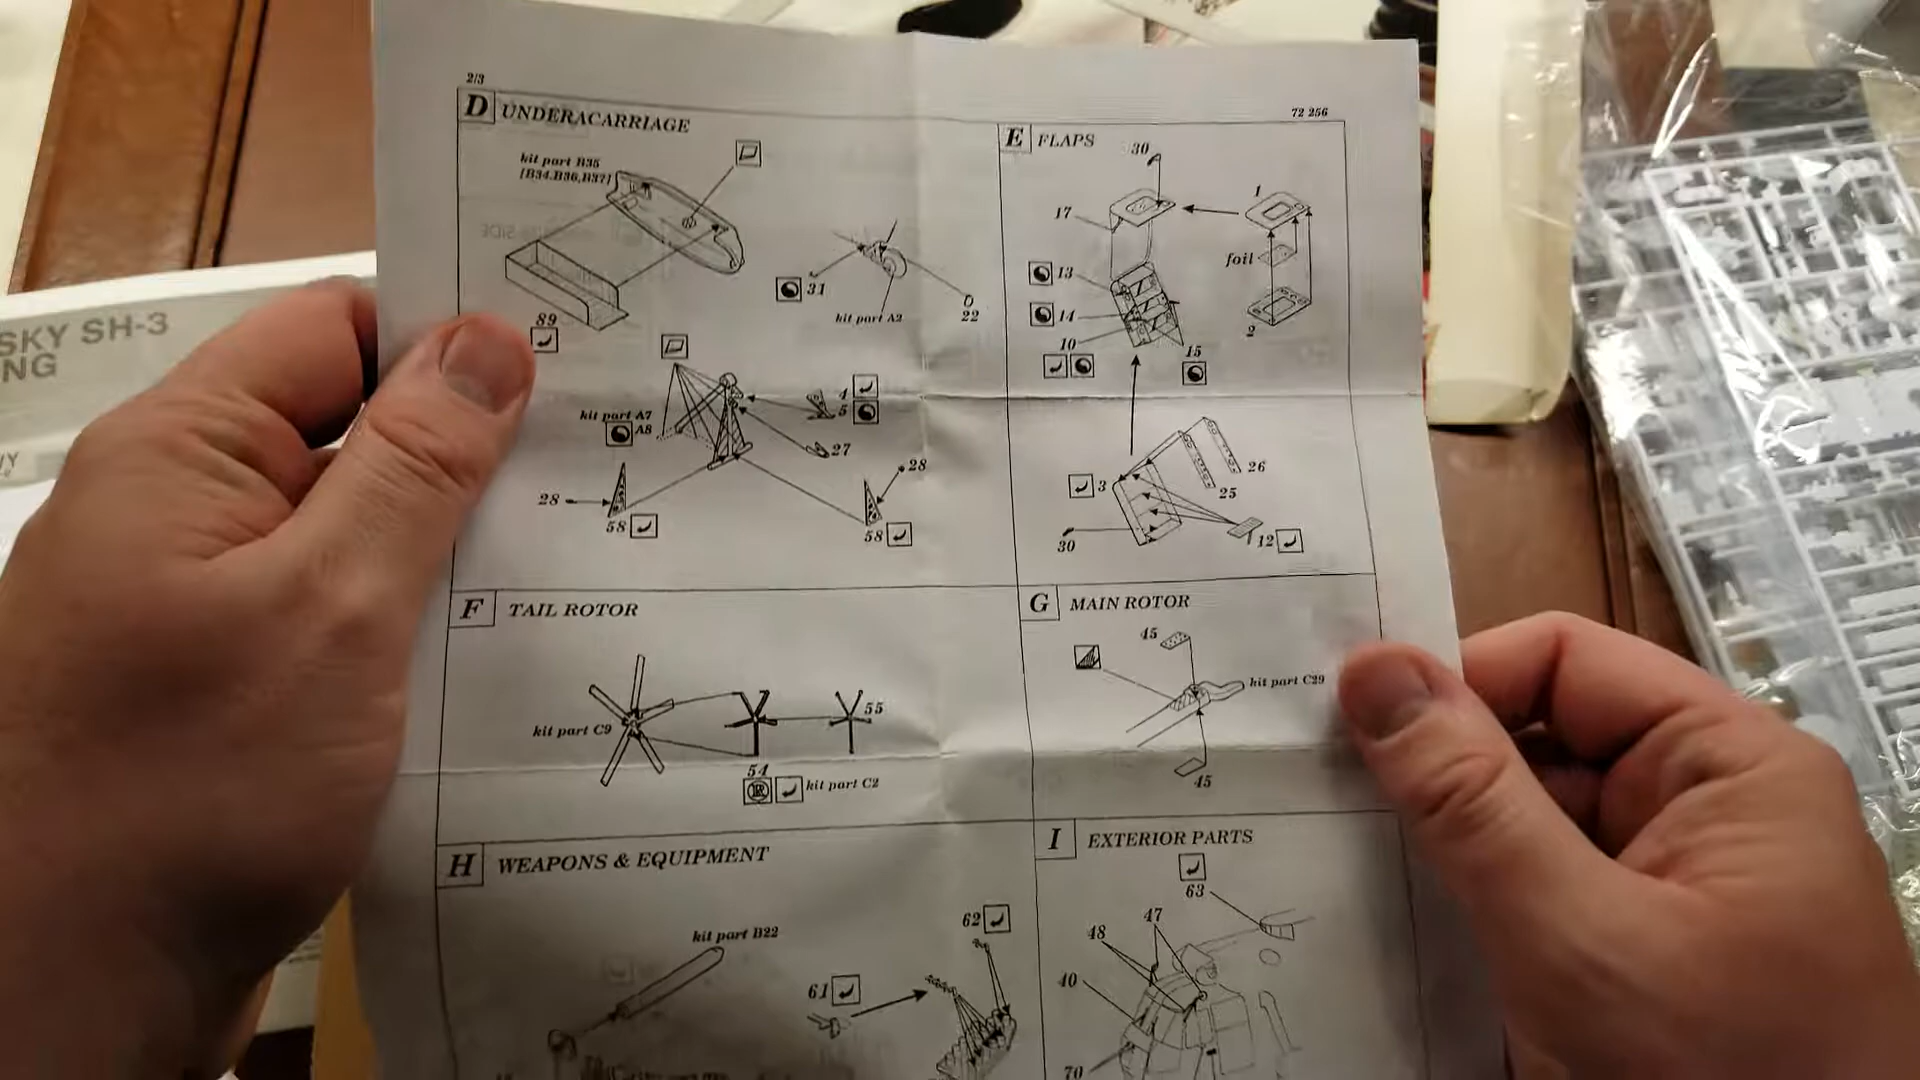 2/3
72 256
D UNDERACARRIAGE
kit part B35
[B34.B36,B37]
89
31
kit part A2
22
kit part A7
A8
4
5
27
28
58
28
58
E FLAPS
30
17
1
foil
2
13
14
10
15
3
26
25
30
12
F TAIL ROTOR
kit part C9
55
54
R
kit part C2
G MAIN ROTOR
45
kit part C29
45
H WEAPONS & EQUIPMENT
kit part B22
61
62
I EXTERIOR PARTS
63
47
48
40
70
SKY SH-3
NG